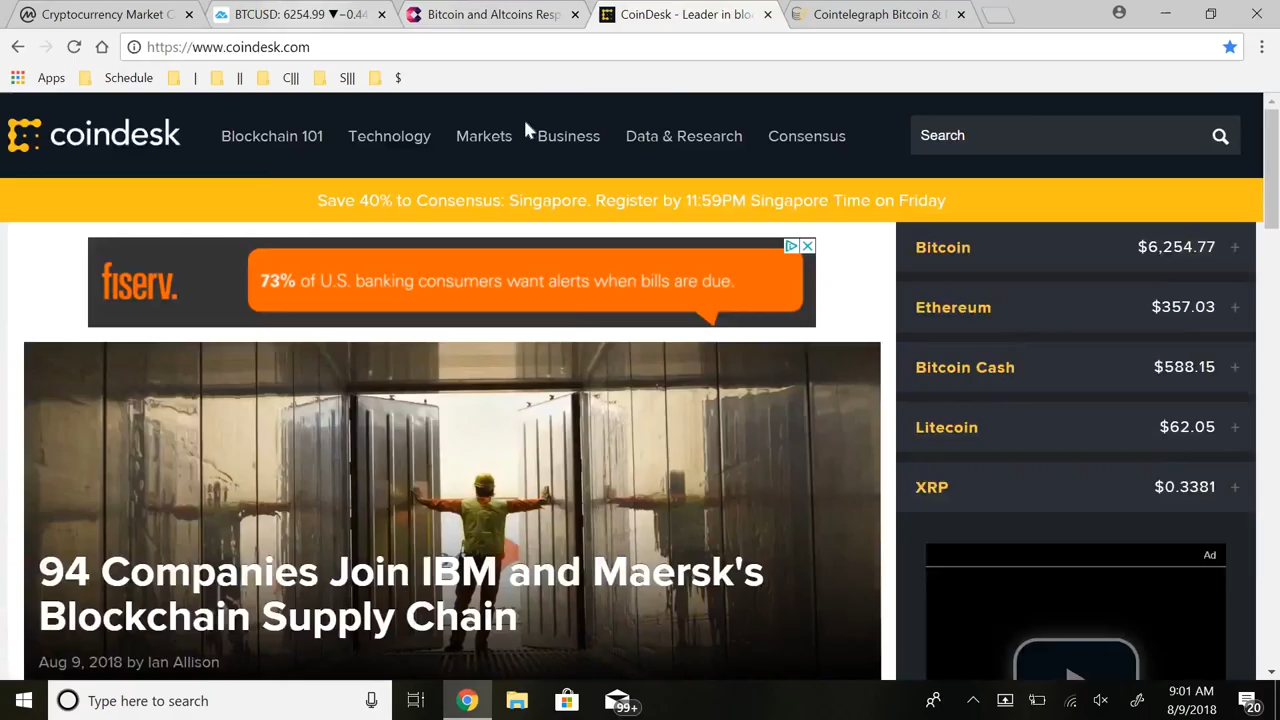 Cryptocurrency Market C
BTCUSD: 6254.99 ▼ -0.44
Bitcoin and Altcoins Resp
CoinDesk - Leader in blo
Cointelegraph Bitcoin &
https://www.coindesk.com
Apps Schedule | || C||| S||| $
coindesk
Blockchain 101 Technology Markets Business Data & Research Consensus
Search
Save 40% to Consensus: Singapore. Register by 11:59PM Singapore Time on Friday
fiserv.
73% of U.S. banking consumers want alerts when bills are due.
Bitcoin $6,254.77 +
Ethereum $357.03 +
Bitcoin Cash $588.15 +
Litecoin $62.05 +
XRP $0.3381 +
Ad
94 Companies Join IBM and Maersk's
Blockchain Supply Chain
Aug 9, 2018 by Ian Allison
Type here to search
99+
9:01 AM
8/9/2018
20